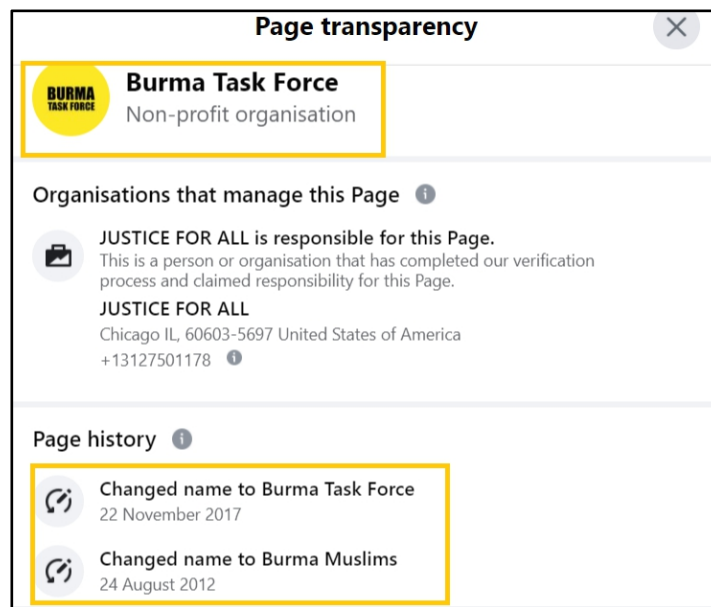 Page transparency
BURMA
TASK FORCE
Burma Task Force
Non-profit organisation
Organisations that manage this Page
JUSTICE FOR ALL is responsible for this Page.
This is a person or organisation that has completed our verification
process and claimed responsibility for this Page.
JUSTICE FOR ALL
Chicago IL, 60603-5697 United States of America
+13127501178
Page history
Changed name to Burma Task Force
22 November 2017
Changed name to Burma Muslims
24 August 2012